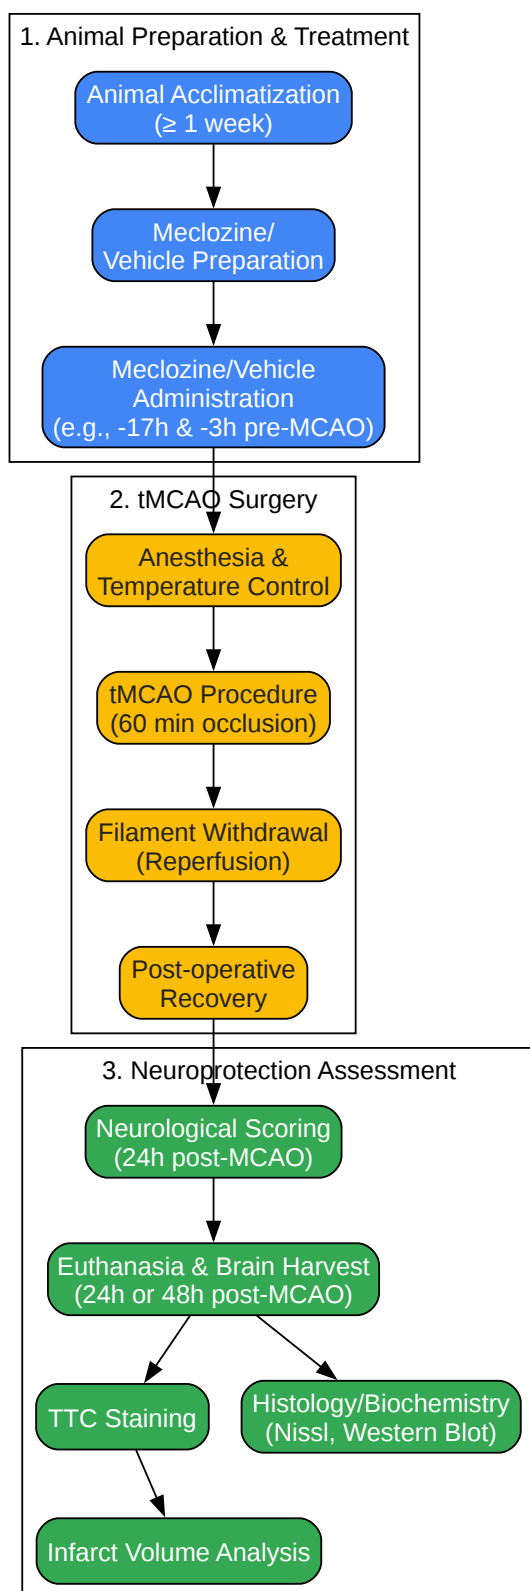 1. Animal Preparation & Treatment
Animal Acclimatization
(≥ 1 week)
Meclozine/
Vehicle Preparation
Meclozine/Vehicle
Administration
(e.g., -17h & -3h pre-MCAO)
2. tMCAO Surgery
Anesthesia &
Temperature Control
tMCAO Procedure
(60 min occlusion)
Filament Withdrawal
(Reperfusion)
Post-operative
Recovery
3. Neuroprotection Assessment
Neurological Scoring
(24h post-MCAO)
Euthanasia & Brain Harvest
(24h or 48h post-MCAO)
TTC Staining
Histology/Biochemistry
(Nissl, Western Blot)
Infarct Volume Analysis